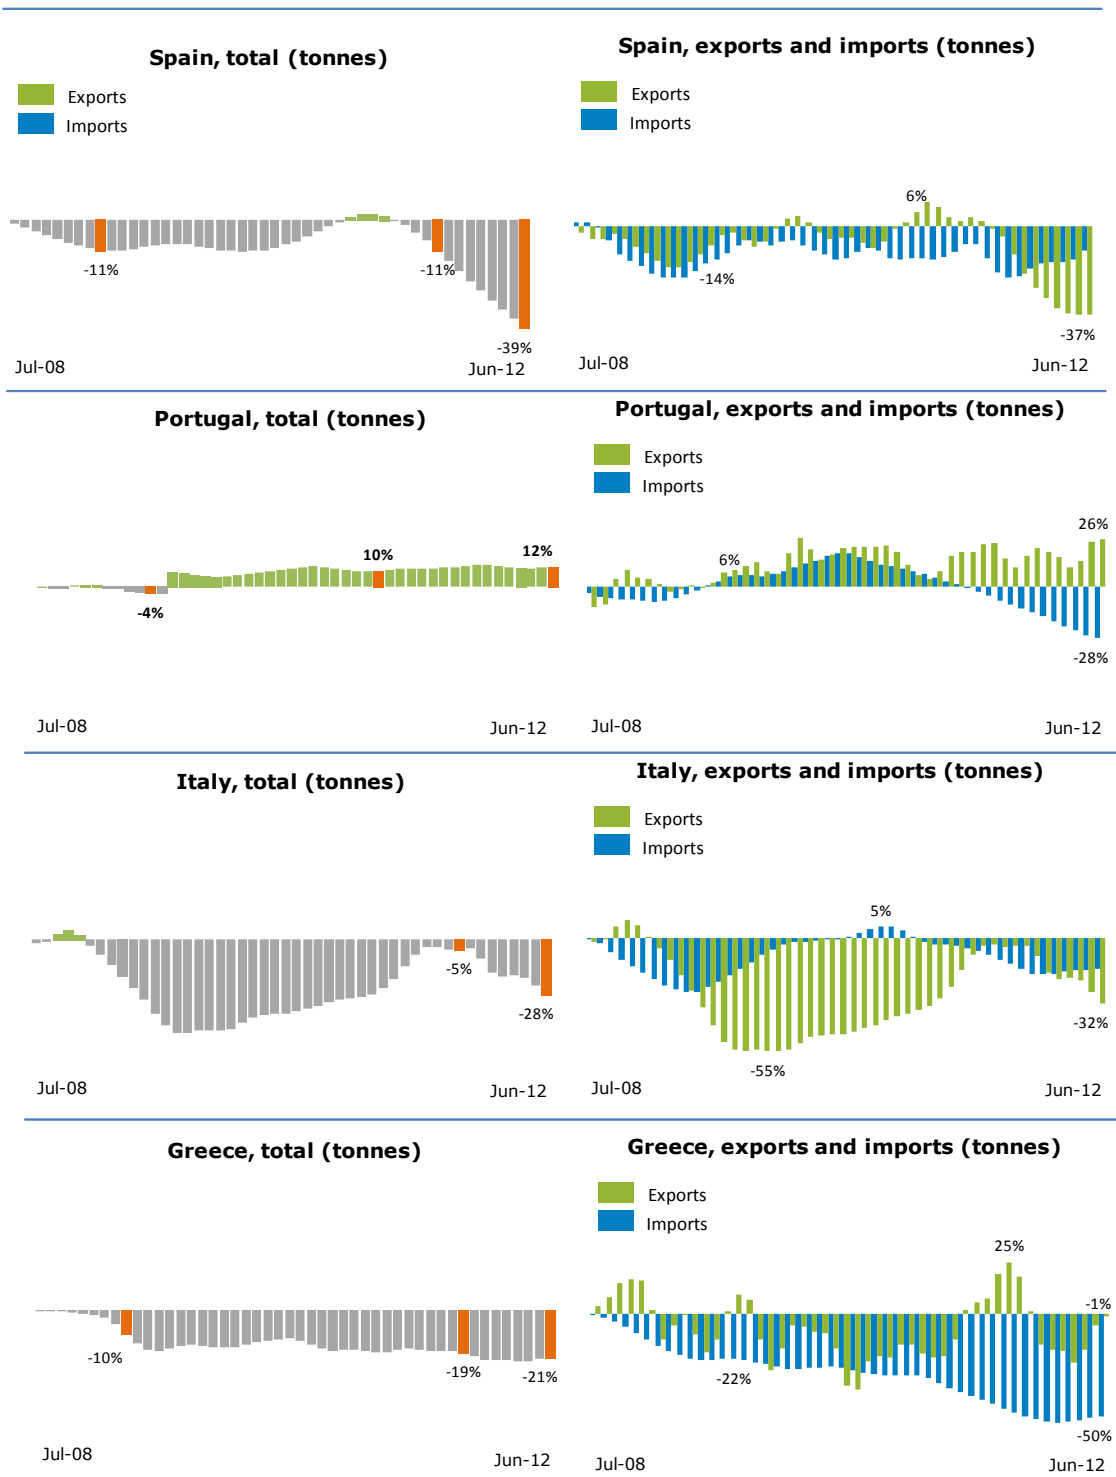 Spain, total (tonnes)
Exports
Imports
-11%
-11%
-39%
Jul-08
Jun-12
Spain, exports and imports (tonnes)
Exports
Imports
6%
-14%
-37%
Jul-08
Jun-12
Portugal, total (tonnes)
10%
12%
-4%
Jul-08
Jun-12
Portugal, exports and imports (tonnes)
Exports
Imports
26%
6%
-28%
Jul-08
Jun-12
Italy, total (tonnes)
-5%
-28%
Jul-08
Jun-12
Italy, exports and imports (tonnes)
Exports
Imports
5%
-32%
-55%
Jul-08
Jun-12
Greece, total (tonnes)
-10%
-19%
-21%
Jul-08
Jun-12
Greece, exports and imports (tonnes)
Exports
Imports
25%
-1%
-22%
-50%
Jul-08
Jun-12